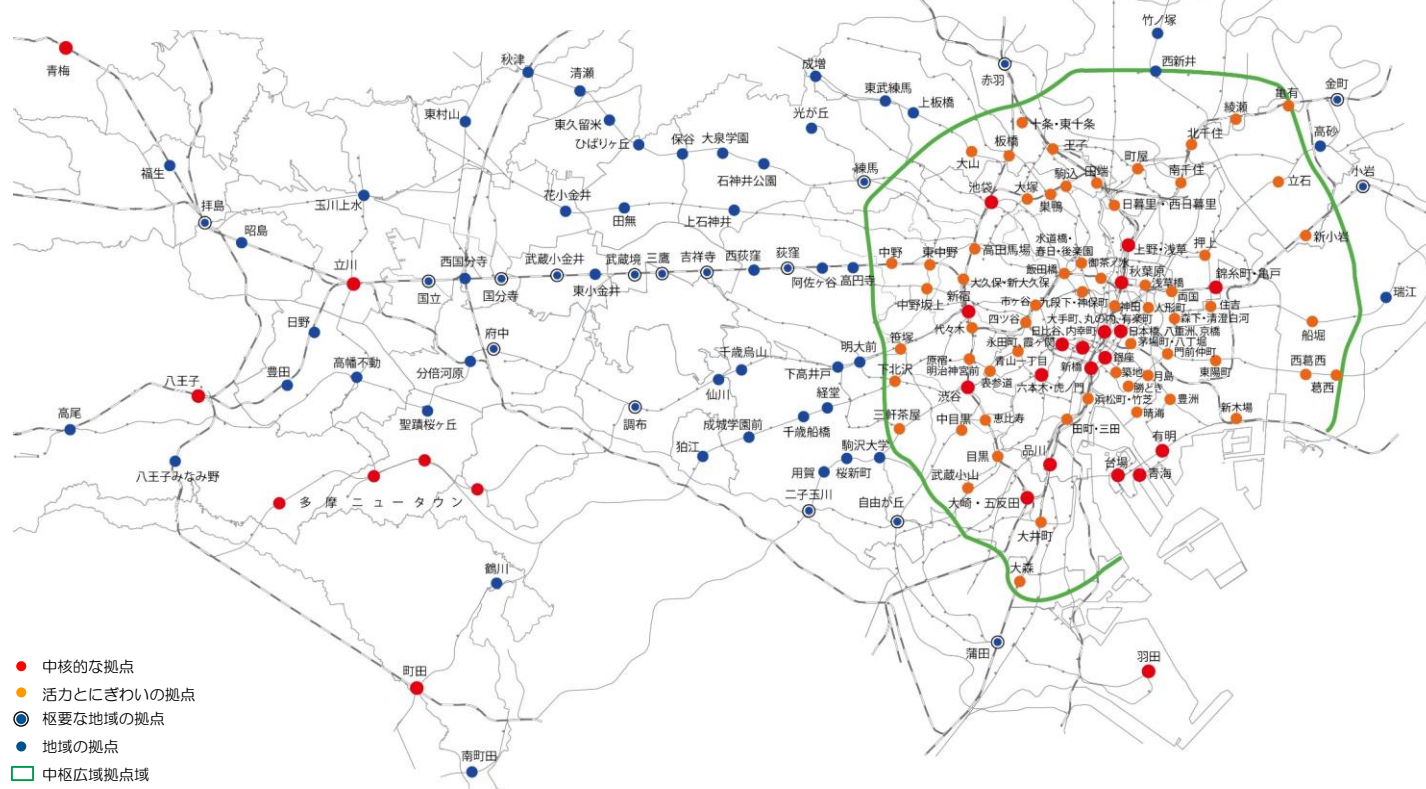 竹ノ塚
青梅
秋津
清瀬
成増
赤羽
西新井
東村山
東久留米
ひばりヶ丘
保谷
大泉学園
石神井公園
光が丘
東武練馬
上板橋
十条・東十条
綾瀬
亀有
金町
高砂
北千住
福生
拝島
昭島
玉川上水
花小金井
田無
上石神井
練馬
大山
板橋
王子
町屋
南千住
立石
小岩
池袋
大塚
駒込
田端
巣鴨
日暮里・西日暮里
新小岩
立川
国立
西国分寺
国分寺
武蔵小金井
東小金井
武蔵境
三鷹
吉祥寺
西荻窪
荻窪
阿佐ヶ谷
高円寺
中野
東中野
高田馬場
水道橋・
春日・後楽園
飯田橋
御茶ノ水
上野・浅草
押上
秋葉原
浅草橋
錦糸町・亀戸
瑞江
中野坂上
新宿
大久保・新大久保
市ヶ谷
九段下・神保町
神田
人形町
両国
住吉
森下・清澄白河
船堀
日野
府中
分倍河原
高幡不動
豊田
千歳烏山
仙川
下高井戸
明大前
笹塚
代々木
四ツ谷
大手町、丸の内、有楽町
日比谷、内幸町
日本橋、八重洲、京橋
永田町、霞ヶ関
茅場町・八丁堀
門前仲町
東陽町
西葛西
葛西
八王子
高尾
聖蹟桜ヶ丘
調布
経堂
千歳船橋
成城学園前
狛江
下北沢
原宿・
明治神宮前
青山一丁目
表参道
新橋
銀座
築地
月島
勝どき
六本木・虎ノ門
渋谷
三軒茶屋
中目黒
恵比寿
浜松町・竹芝
豊洲
晴海
新木場
田町・三田
有明
八王子みなみ野
多摩ニュータウン
駒沢大学
桜新町
用賀
二子玉川
自由が丘
目黒
武蔵小山
品川
台場
青海
大崎・五反田
大井町
大森
鶴川
蒲田
羽田
町田
南町田
中核的な拠点
活力とにぎわいの拠点
枢要な地域の拠点
地域の拠点
中枢広域拠点域